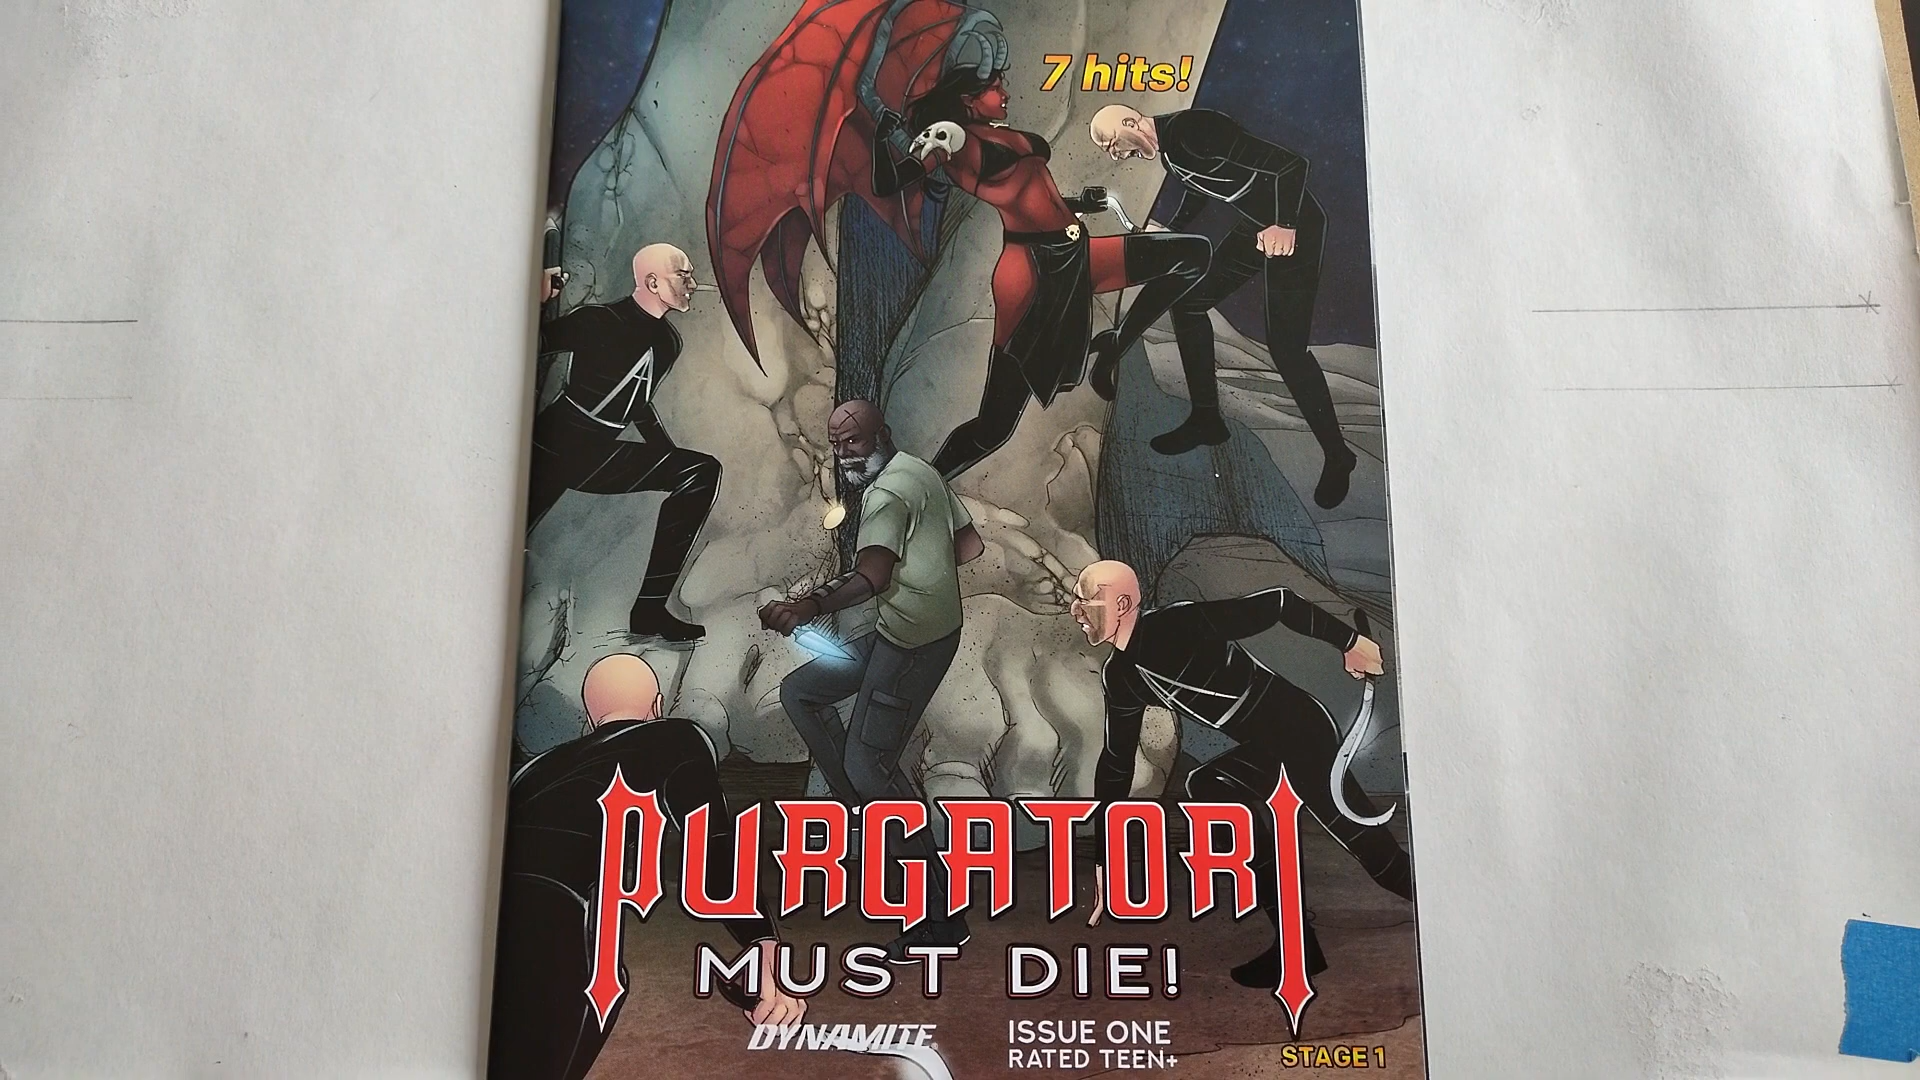 7 hits!
PURGATORI
MUST DIE!
DYNAMITE
ISSUE ONE
RATED TEEN+
STAGE 1